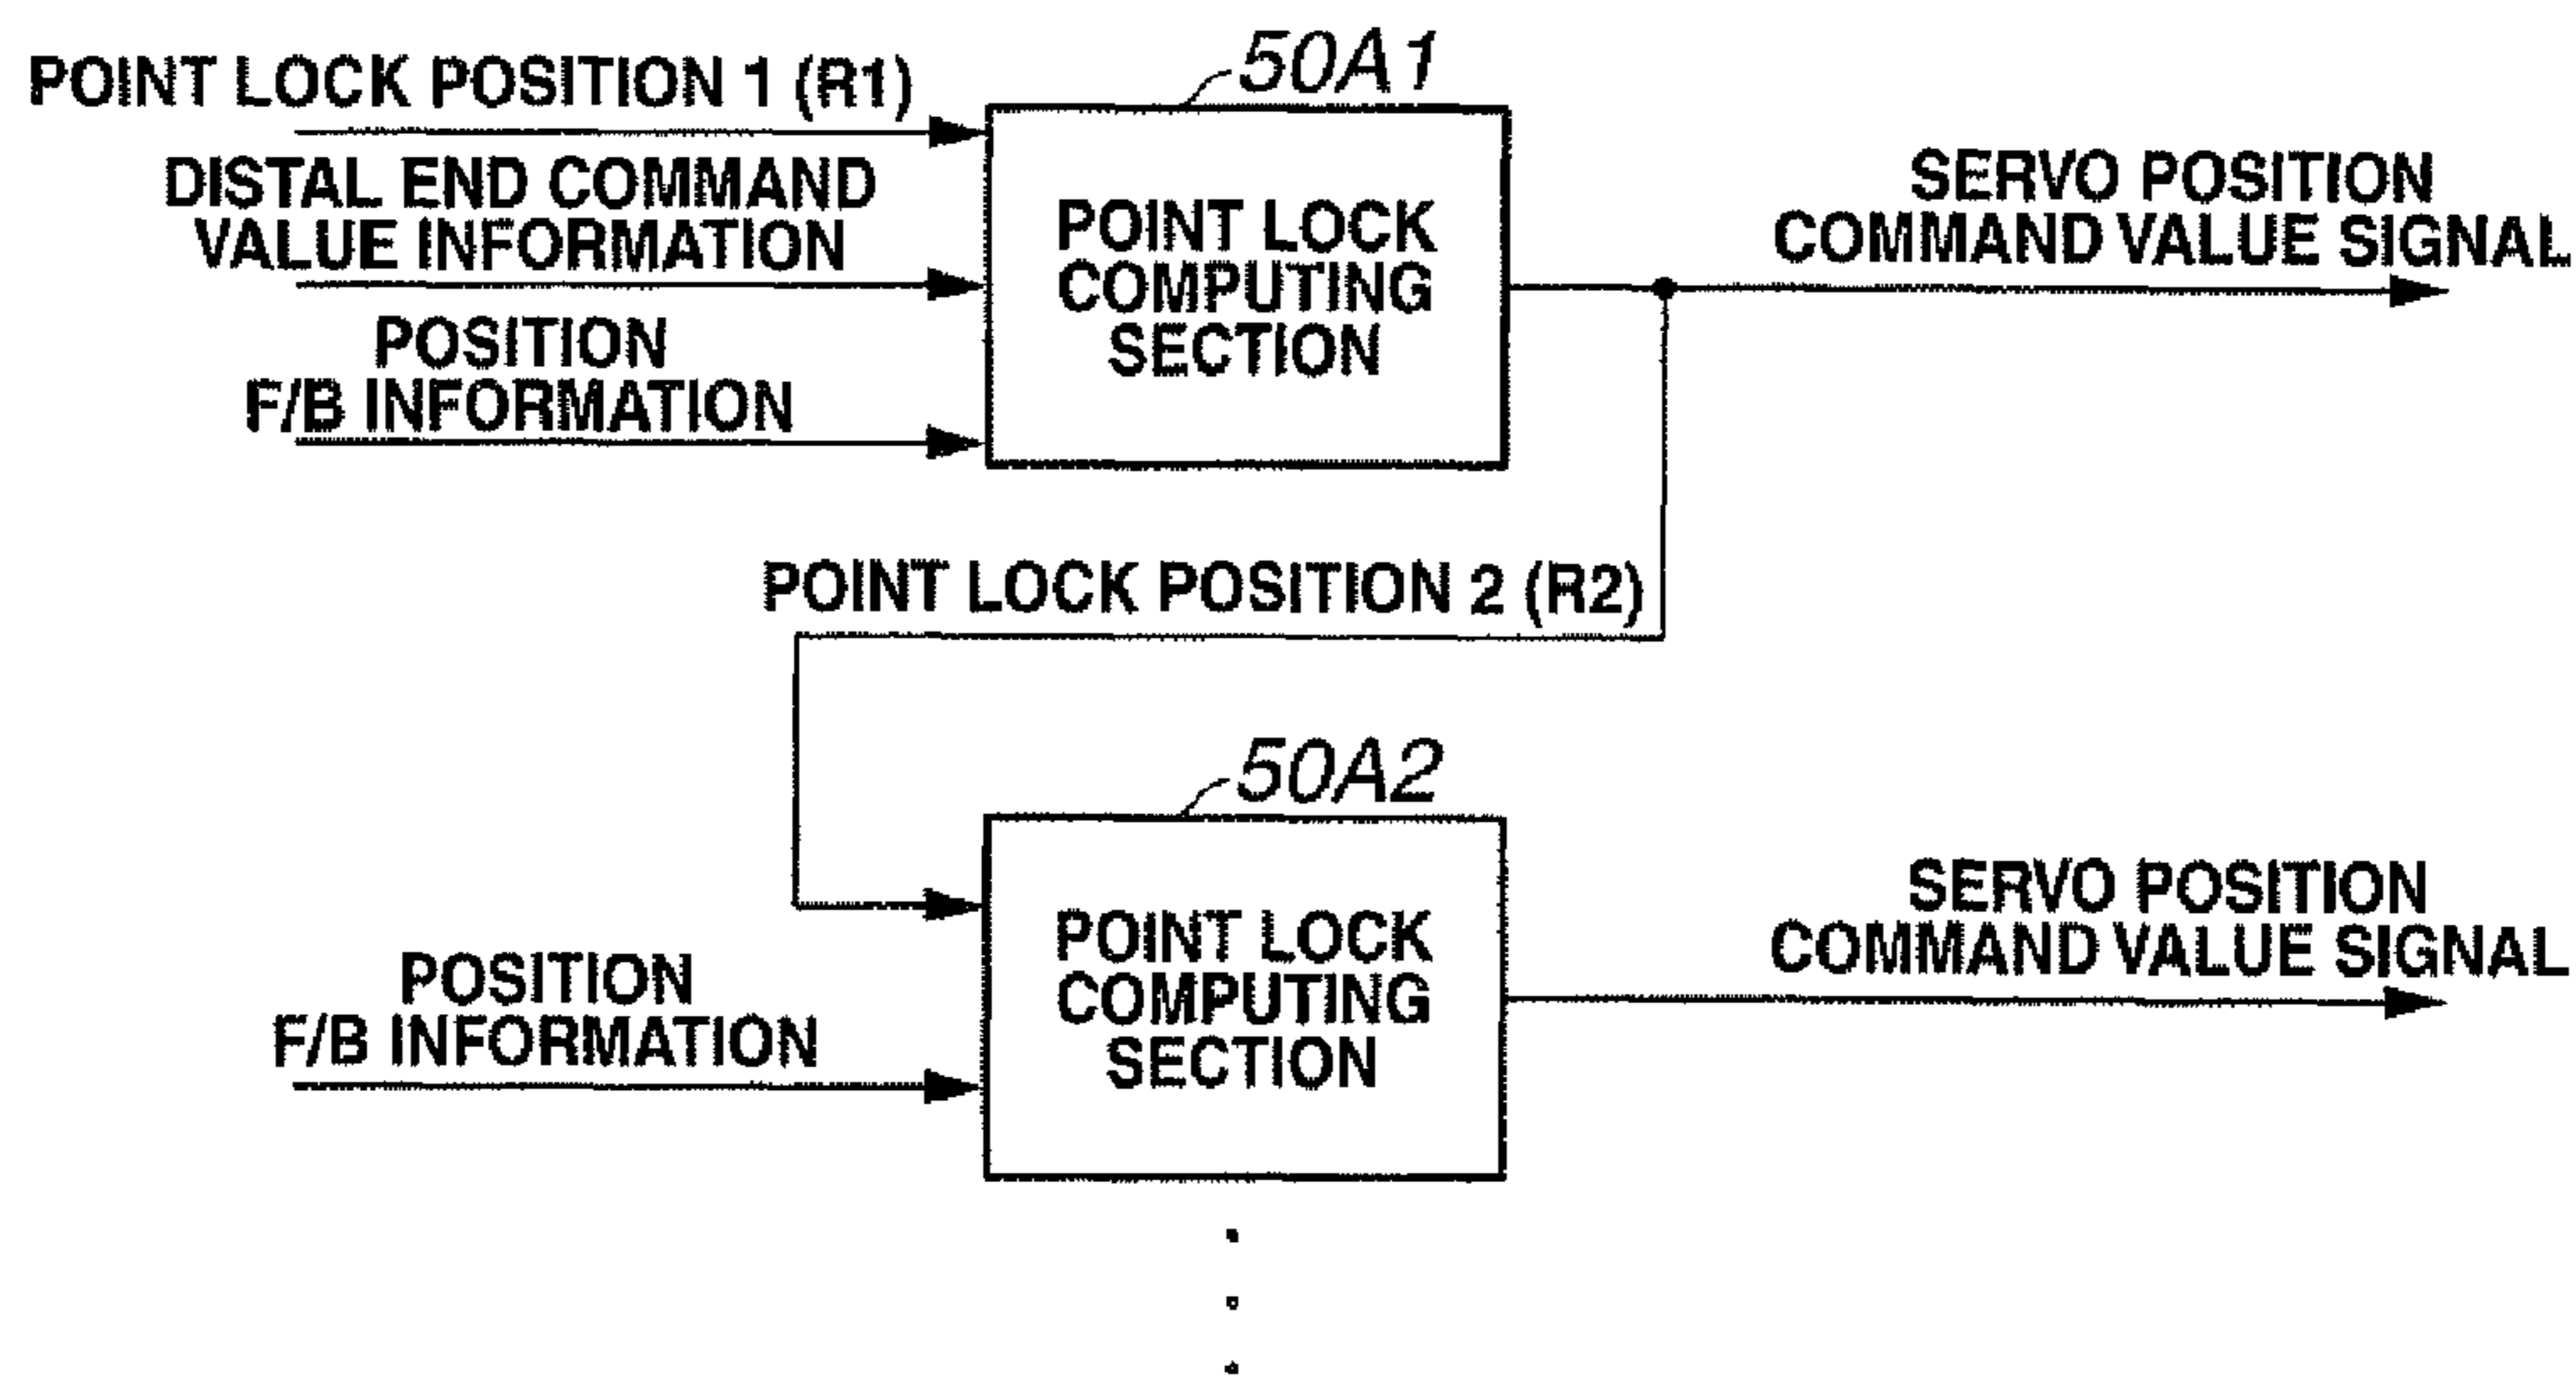 50A1
POINT LOCK POSITION 1 (R1)
DISTAL END COMMAND
VALUE INFORMATION
POSITION
F/B INFORMATION
POINT LOCK
COMPUTING
SECTION
SERVO POSITION
COMMAND VALUE SIGNAL
POINT LOCK POSITION 2 (R2)
50A2
POSITION
F/B INFORMATION
POINT LOCK
COMPUTING
SECTION
SERVO POSITION
COMMAND VALUE SIGNAL